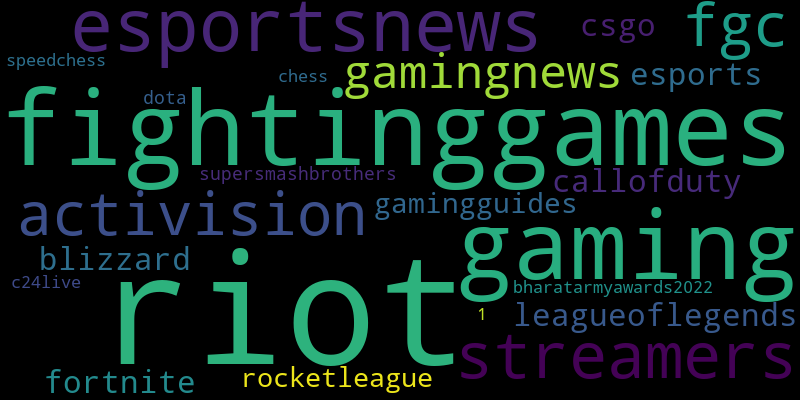 esportsnews csgo fgc
speedchess chess gamingnews esports
dota
fightinggames
supersmashbrothers callofduty
activision gamingguides
gaming
blizzard
c24live riot bharatarmyawards2022
1 leagueoflegends
streamers
fortnite rocketleague